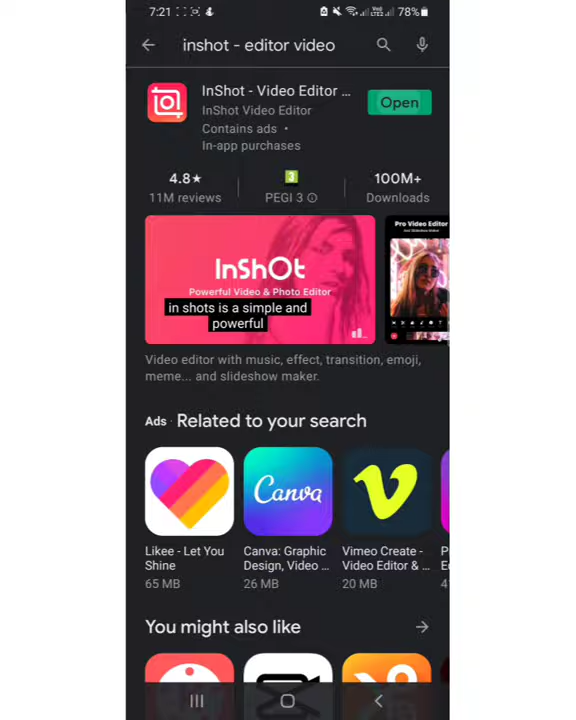 7:21
78%
inshot - editor video
InShot - Video Editor ...
InShot Video Editor
Contains ads •
In-app purchases
Open
4.8★
3
100M+
11M reviews
PEGI 3
Downloads
InShOt
Powerful Video & Photo Editor
in shots is a simple and
powerful
Pro Video Editor
Video editor with music, effect, transition, emoji,
meme... and slideshow maker.
Ads · Related to your search
Canva
Likee - Let You
Shine
65 MB
Canva: Graphic
Design, Video ...
26 MB
Vimeo Create -
Video Editor & ...
20 MB
You might also like